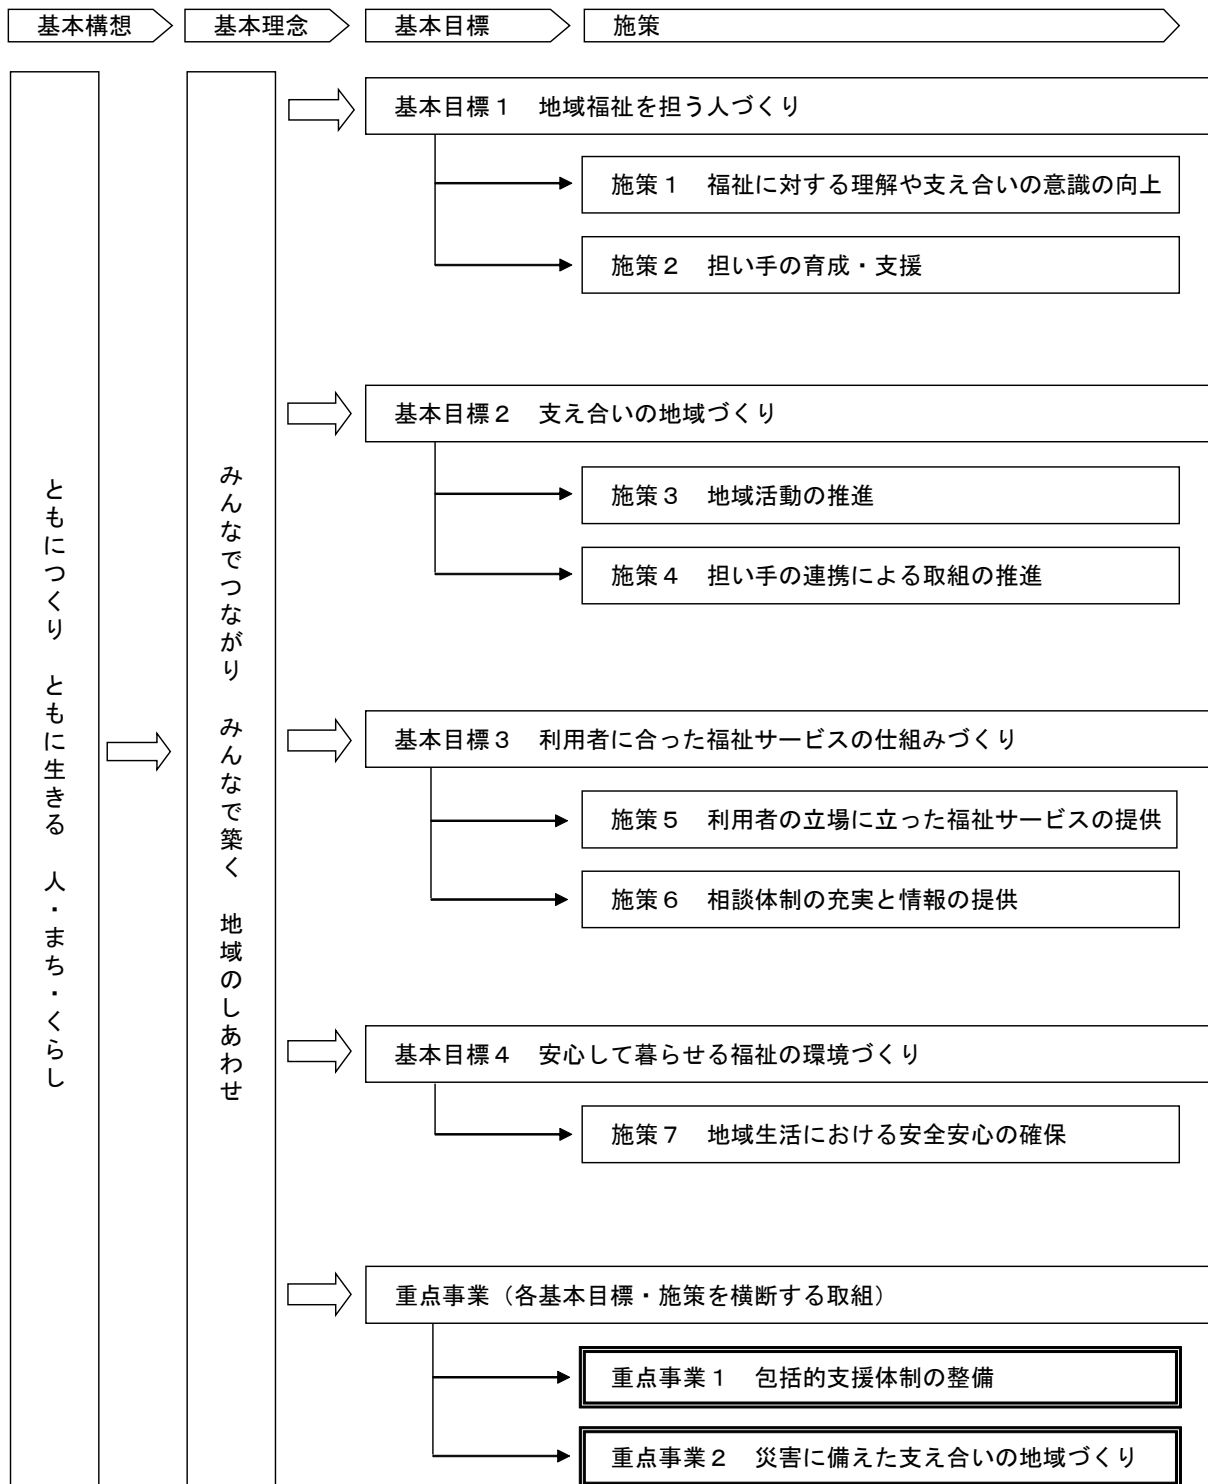 基本構想
基本理念
基本目標
施策
ともにつくり　ともに生きる　人・まち・くらし
みんなでつながり　みんなで築く　地域のしあわせ
基本目標１　地域福祉を担う人づくり
施策１　福祉に対する理解や支え合いの意識の向上
施策２　担い手の育成・支援
基本目標２　支え合いの地域づくり
施策３　地域活動の推進
施策４　担い手の連携による取組の推進
基本目標３　利用者に合った福祉サービスの仕組みづくり
施策５　利用者の立場に立った福祉サービスの提供
施策６　相談体制の充実と情報の提供
基本目標４　安心して暮らせる福祉の環境づくり
施策７　地域生活における安全安心の確保
重点事業（各基本目標・施策を横断する取組）
重点事業１　包括的支援体制の整備
重点事業２　災害に備えた支え合いの地域づくり